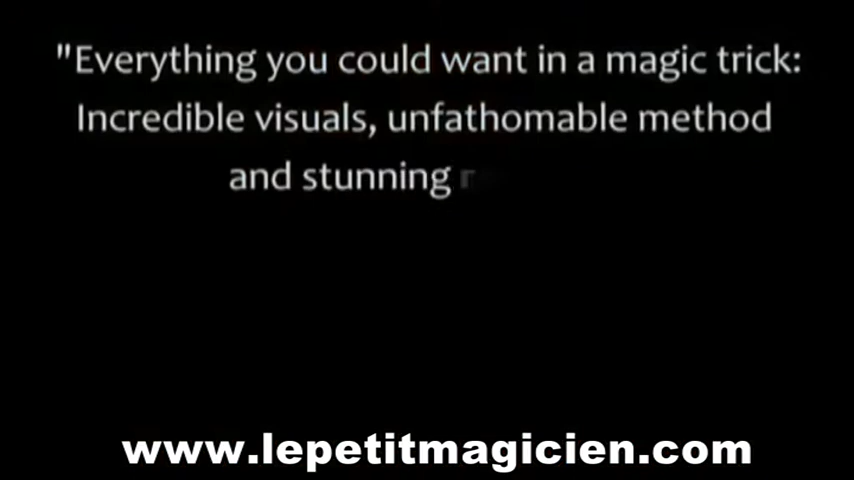 "Everything you could want in a magic trick:
Incredible visuals, unfathomable method
and stunning
www.lepetitmagicien.com